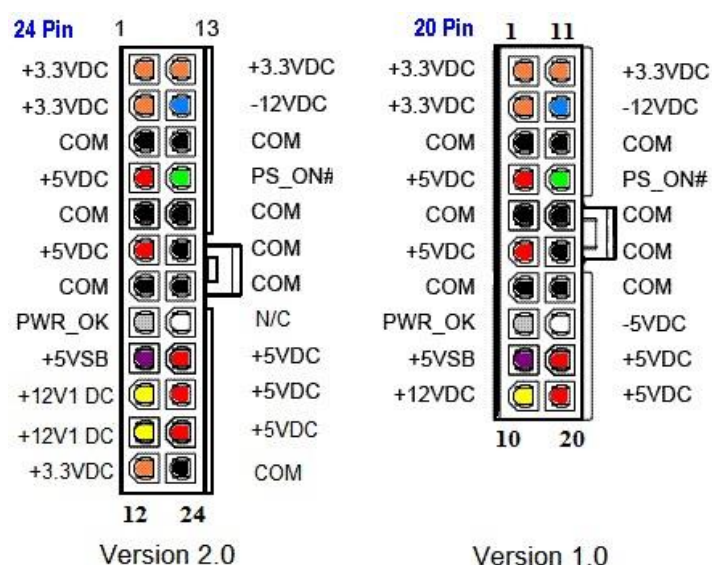 24 Pin 1 13
+3.3VDC +3.3VDC
+3.3VDC -12VDC
COM COM
+5VDC PS_ON#
COM COM
+5VDC COM
COM COM
PWR_OK N/C
+5VSB +5VDC
+12V1 DC +5VDC
+12V1 DC +5VDC
+3.3VDC COM
12 24
Version 2.0
20 Pin 1 11
+3.3VDC +3.3VDC
+3.3VDC -12VDC
COM COM
+5VDC PS_ON#
COM COM
+5VDC COM
COM COM
PWR_OK -5VDC
+5VSB +5VDC
+12VDC +5VDC
10 20
Version 1.0